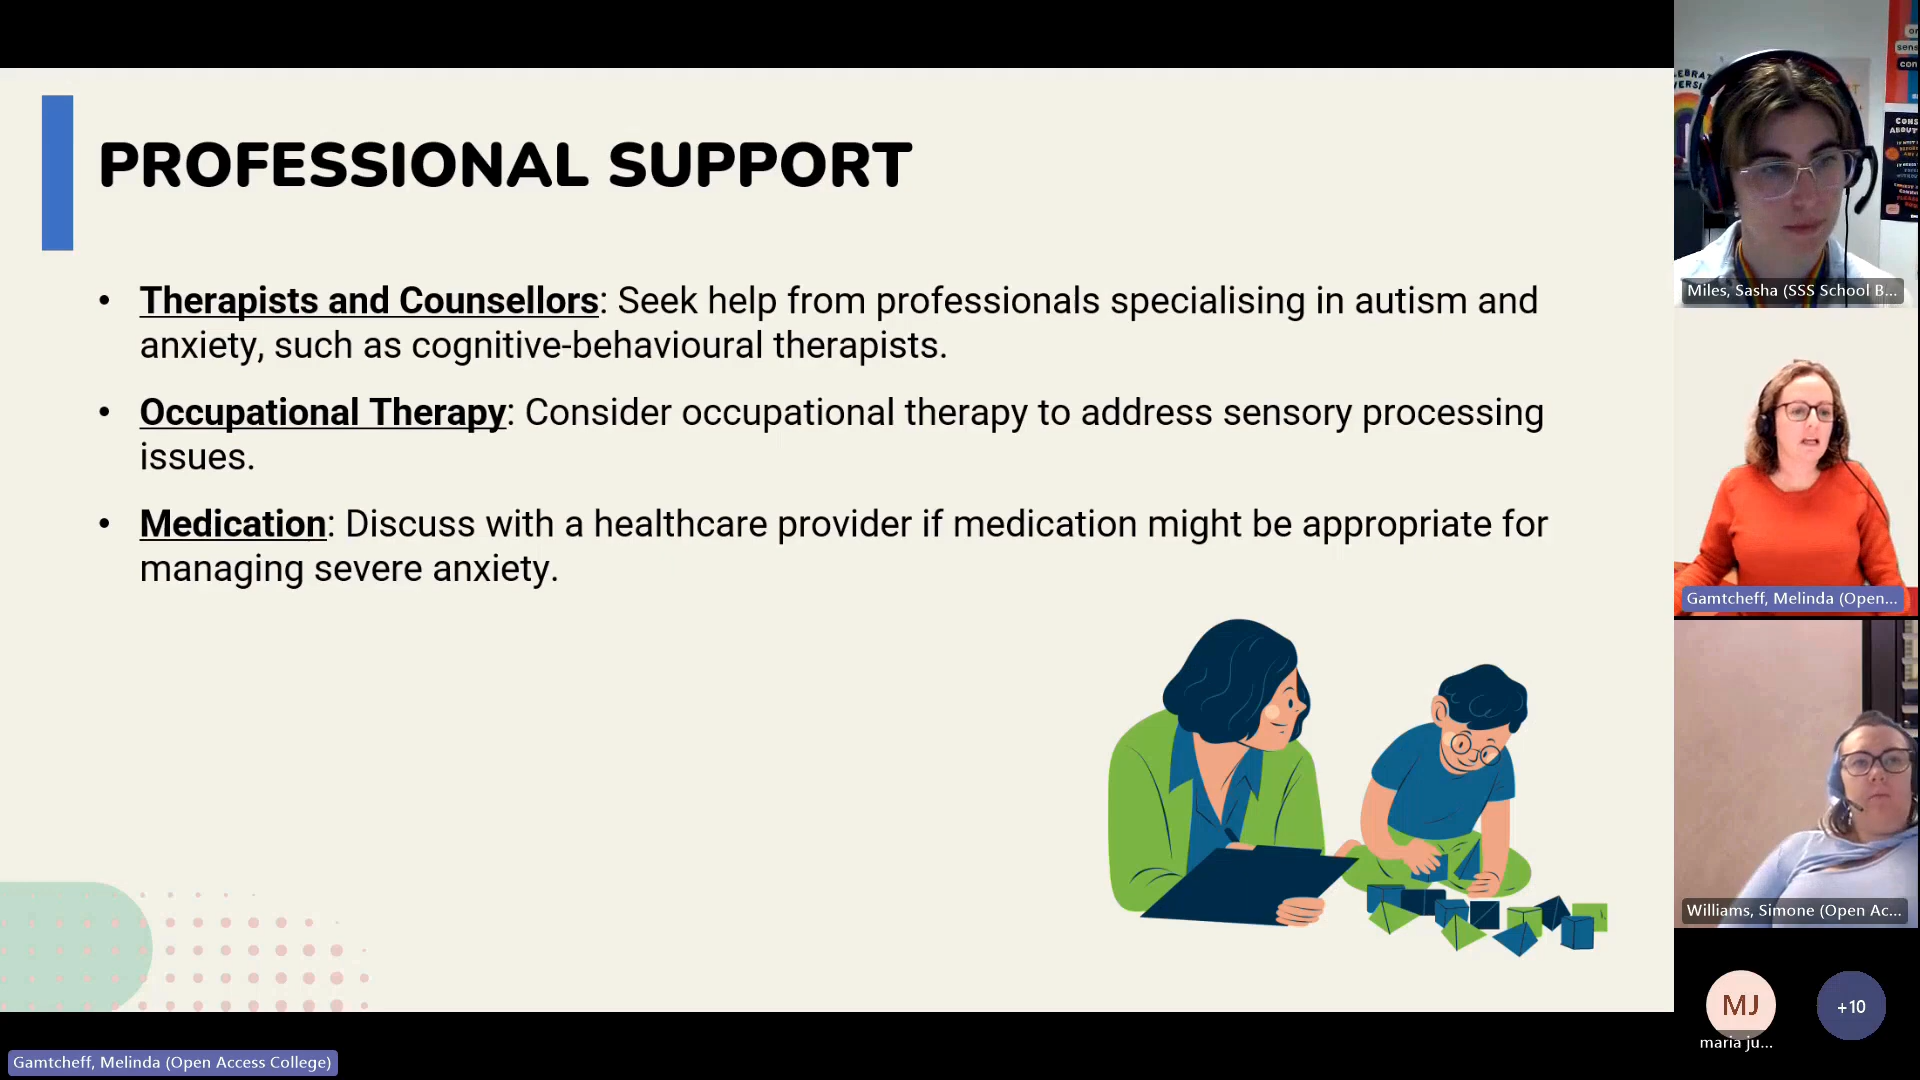 PROFESSIONAL SUPPORT
• Therapists and Counsellors: Seek help from professionals specialising in autism and
anxiety, such as cognitive-behavioural therapists.
• Occupational Therapy: Consider occupational therapy to address sensory processing
issues.
• Medication: Discuss with a healthcare provider if medication might be appropriate for
managing severe anxiety.
Gamtcheff, Melinda (Open Access College)
CONS
ABOU
Miles, Sasha (SSS School B...
Gamtcheff, Melinda (Open...
Williams, Simone (Open Ac...
MJ
maria ju...
+10